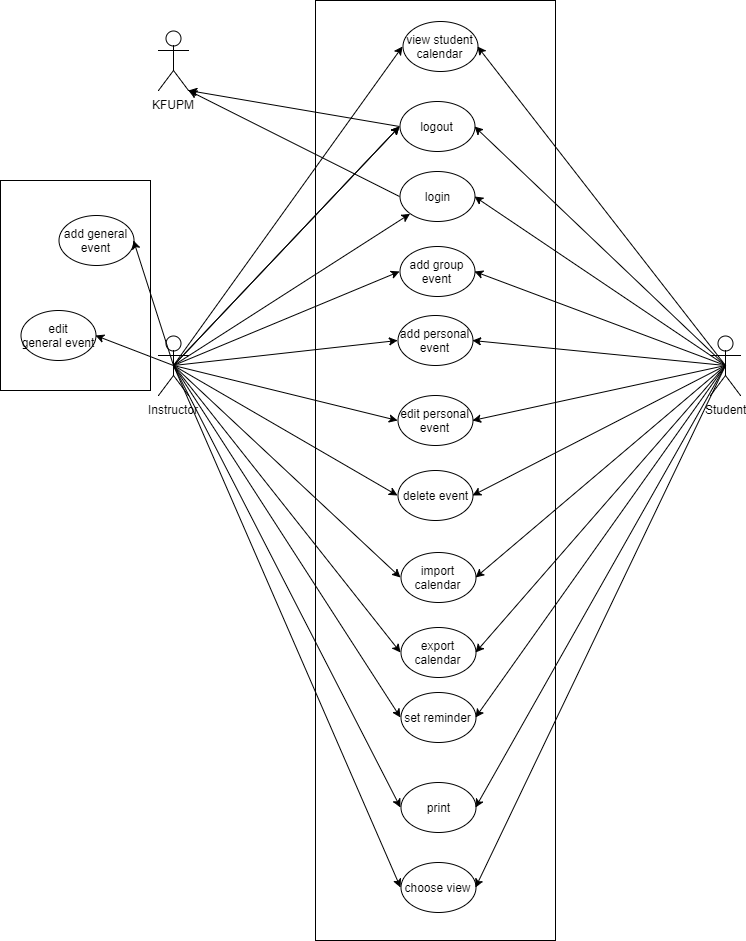 view student
calendar
KFUPM
logout
login
add general
event
add group
event
edit
general event
add personal
event
Instructor
edit personal
event
Student
delete event
import
calendar
export
calendar
set reminder
print
choose view